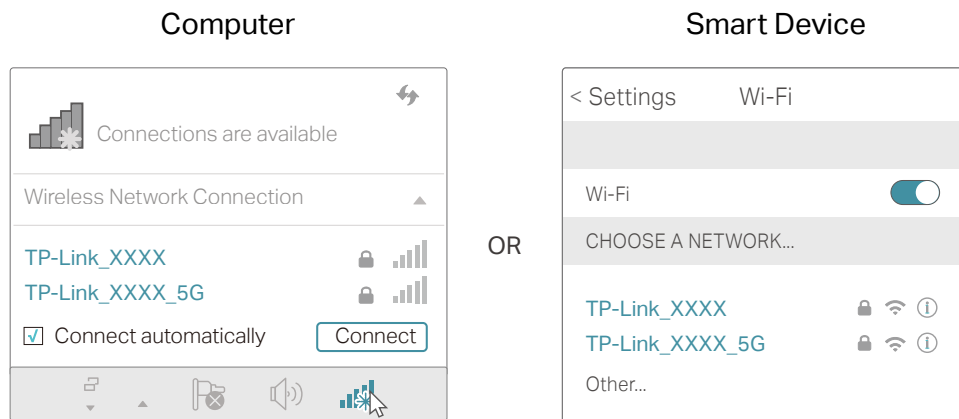 Computer
Connections are available
Wireless Network Connection
TP-Link_XXXX
TP-Link_XXXX_5G
Connect automatically
Connect
OR
Smart Device
< Settings
Wi-Fi
Wi-Fi
CHOOSE A NETWORK...
TP-Link_XXXX
TP-Link_XXXX_5G
Other...